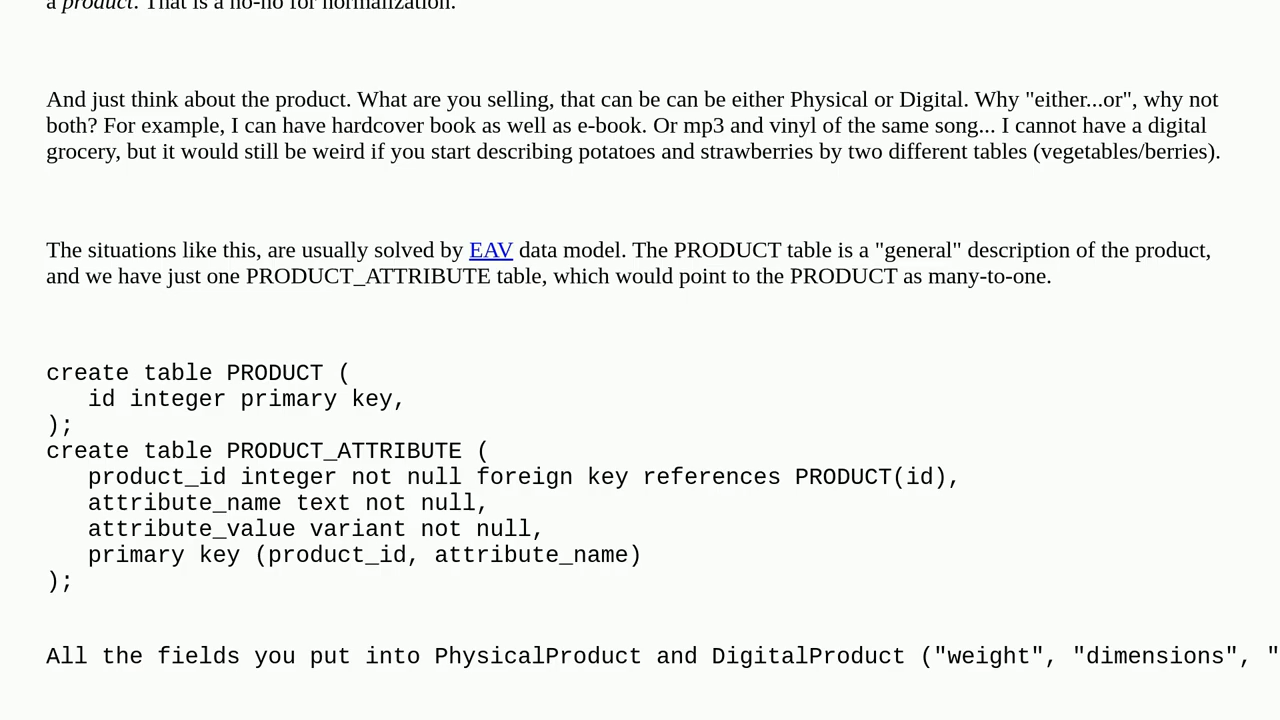 a product. That is a no-no for normalization.
And just think about the product. What are you selling, that can be can be either Physical or Digital. Why "either...or", why not
both? For example, I can have hardcover book as well as e-book. Or mp3 and vinyl of the same song... I cannot have a digital
grocery, but it would still be weird if you start describing potatoes and strawberries by two different tables (vegetables/berries).
The situations like this, are usually solved by EAV data model. The PRODUCT table is a "general" description of the product,
and we have just one PRODUCT_ATTRIBUTE table, which would point to the PRODUCT as many-to-one.
create table PRODUCT (
   id integer primary key,
);
create table PRODUCT_ATTRIBUTE (
   product_id integer not null foreign key references PRODUCT(id),
   attribute_name text not null,
   attribute_value variant not null,
   primary key (product_id, attribute_name)
);
All the fields you put into PhysicalProduct and DigitalProduct ("weight", "dimensions", "